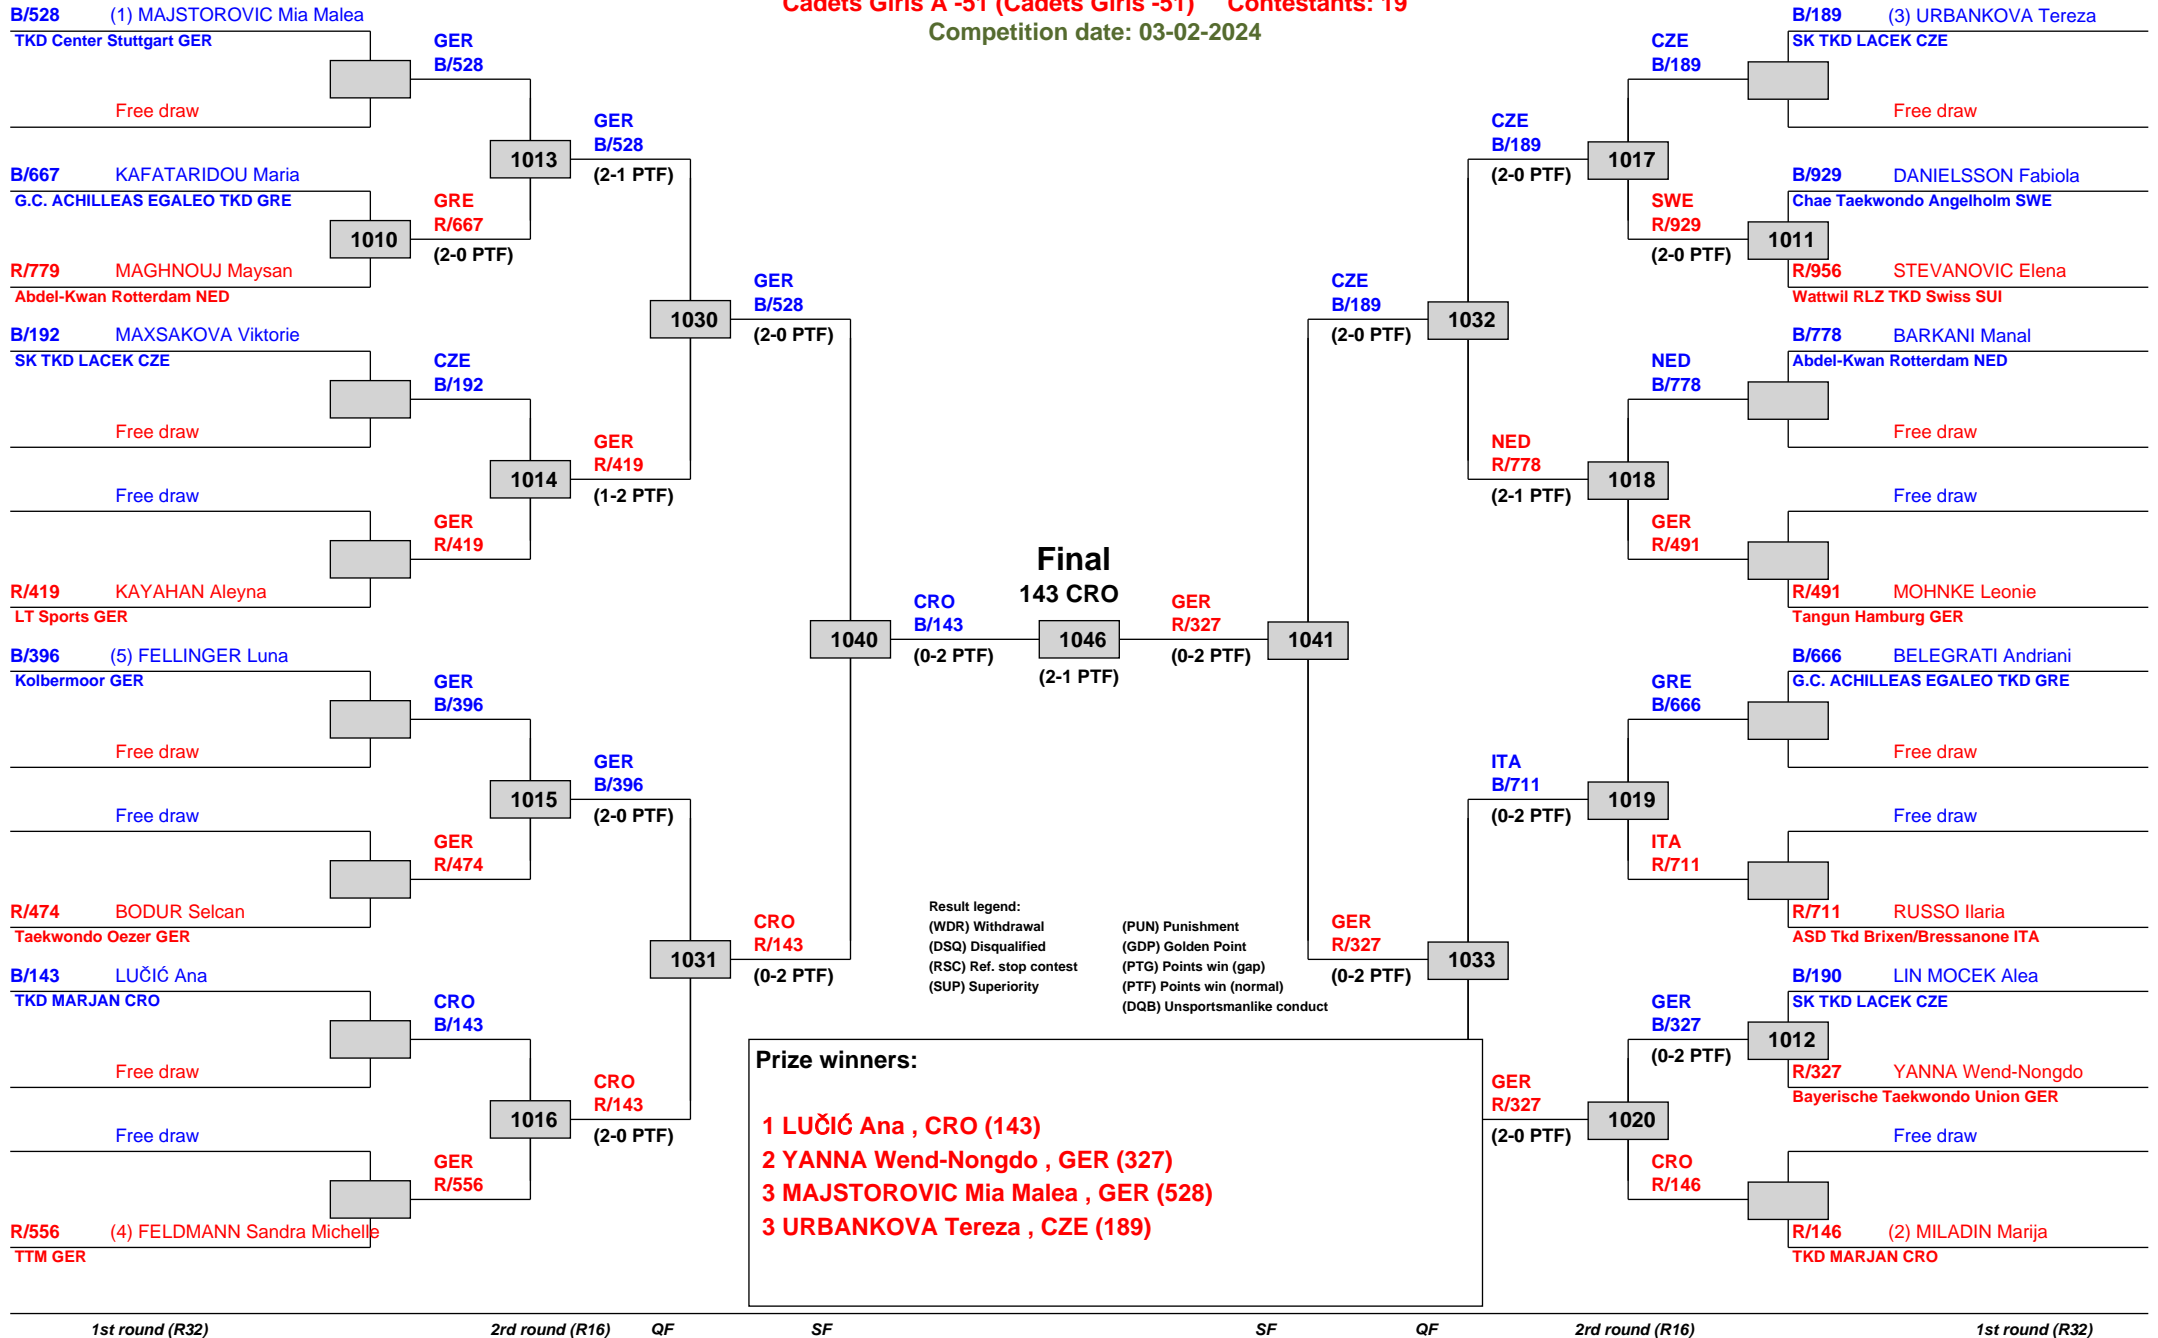 Cadets Girls A -51 (Cadets Girls -51) Contestants: 19
Competition date: 03-02-2024
B/528 (1) MAJSTOROVIC Mia Malea
TKD Center Stuttgart GER
Free draw
B/667 KAFATARIDOU Maria
G.C. ACHILLEAS EGALEO TKD GRE
1010
R/779 MAGHNOUJ Maysan
Abdel-Kwan Rotterdam NED
B/192 MAXSAKOVA Viktorie
SK TKD LACEK CZE
Free draw
Free draw
R/419 KAYAHAN Aleyna
LT Sports GER
B/396 (5) FELLINGER Luna
Kolbermoor GER
Free draw
Free draw
R/474 BODUR Selcan
Taekwondo Oezer GER
B/143 LUČIĆ Ana
TKD MARJAN CRO
Free draw
Free draw
R/556 (4) FELDMANN Sandra Michelle
TTM GER
GER
B/528
1013
GRE
R/667
(2-0 PTF)
CZE
B/192
1014
GER
R/419
GER
B/396
1015
GER
R/474
CRO
B/143
1016
GER
R/556
GER
B/528
(2-1 PTF)
1030
GER
R/419
(1-2 PTF)
GER
B/396
(2-0 PTF)
1031
CRO
R/143
(2-0 PTF)
GER
B/528
(2-0 PTF)
1040
CRO
R/143
(0-2 PTF)
CRO
B/143
(0-2 PTF)
Final
143 CRO
1046
(2-1 PTF)
GER
R/327
(0-2 PTF)
1041
CZE
B/189
(2-0 PTF)
1032
GER
R/327
(0-2 PTF)
1033
CZE
B/189
(2-0 PTF)
1017
NED
R/778
(2-1 PTF)
1018
ITA
B/711
(0-2 PTF)
1019
GER
R/327
(2-0 PTF)
1020
CZE
B/189
SWE
R/929
(2-0 PTF)
1011
NED
B/778
GER
R/491
GRE
B/666
ITA
R/711
GER
B/327
(0-2 PTF)
1012
CRO
R/146
B/189 (3) URBANKOVA Tereza
SK TKD LACEK CZE
Free draw
B/929 DANIELSSON Fabiola
Chae Taekwondo Angelholm SWE
R/956 STEVANOVIC Elena
Wattwil RLZ TKD Swiss SUI
B/778 BARKANI Manal
Abdel-Kwan Rotterdam NED
Free draw
Free draw
R/491 MOHNKE Leonie
Tangun Hamburg GER
B/666 BELEGRATI Andriani
G.C. ACHILLEAS EGALEO TKD GRE
Free draw
Free draw
R/711 RUSSO Ilaria
ASD Tkd Brixen/Bressanone ITA
B/190 LIN MOCEK Alea
SK TKD LACEK CZE
R/327 YANNA Wend-Nongdo
Bayerische Taekwondo Union GER
Free draw
R/146 (2) MILADIN Marija
TKD MARJAN CRO
Result legend:
(WDR) Withdrawal (PUN) Punishment
(DSQ) Disqualified (GDP) Golden Point
(RSC) Ref. stop contest (PTG) Points win (gap)
(SUP) Superiority (PTF) Points win (normal)
(DQB) Unsportsmanlike conduct
Prize winners:
1 LUČIĆ Ana , CRO (143)
2 YANNA Wend-Nongdo , GER (327)
3 MAJSTOROVIC Mia Malea , GER (528)
3 URBANKOVA Tereza , CZE (189)
1st round (R32) 2rd round (R16) QF SF SF QF 2rd round (R16) 1st round (R32)